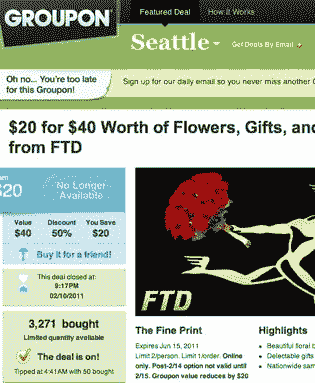 GROUPON
Featured Deal
How It Works
Seattle
Get Deals By Email
Oh no... You're too late
for this Groupon!
Sign up for our daily email so you never miss another
$20 for $40 Worth of Flowers, Gifts, and
from FTD
$20
No Longer
Available
Value Discount You Save
$40 50% $20
Buy it for a friend!
This deal closed at:
9:17PM
02/10/2011
3,271 bought
Limited quantity available
The deal is on!
Tipped at 4:41AM with 50 bought
FTD
The Fine Print
Expires Jun 15, 2011
Limit 2/person. Limit 1/order. Online
only. Post-2/14 option not valid until
2/15. Groupon value reduces by $20
Highlights
Beautiful floral
Delectable gifts
Nationwide